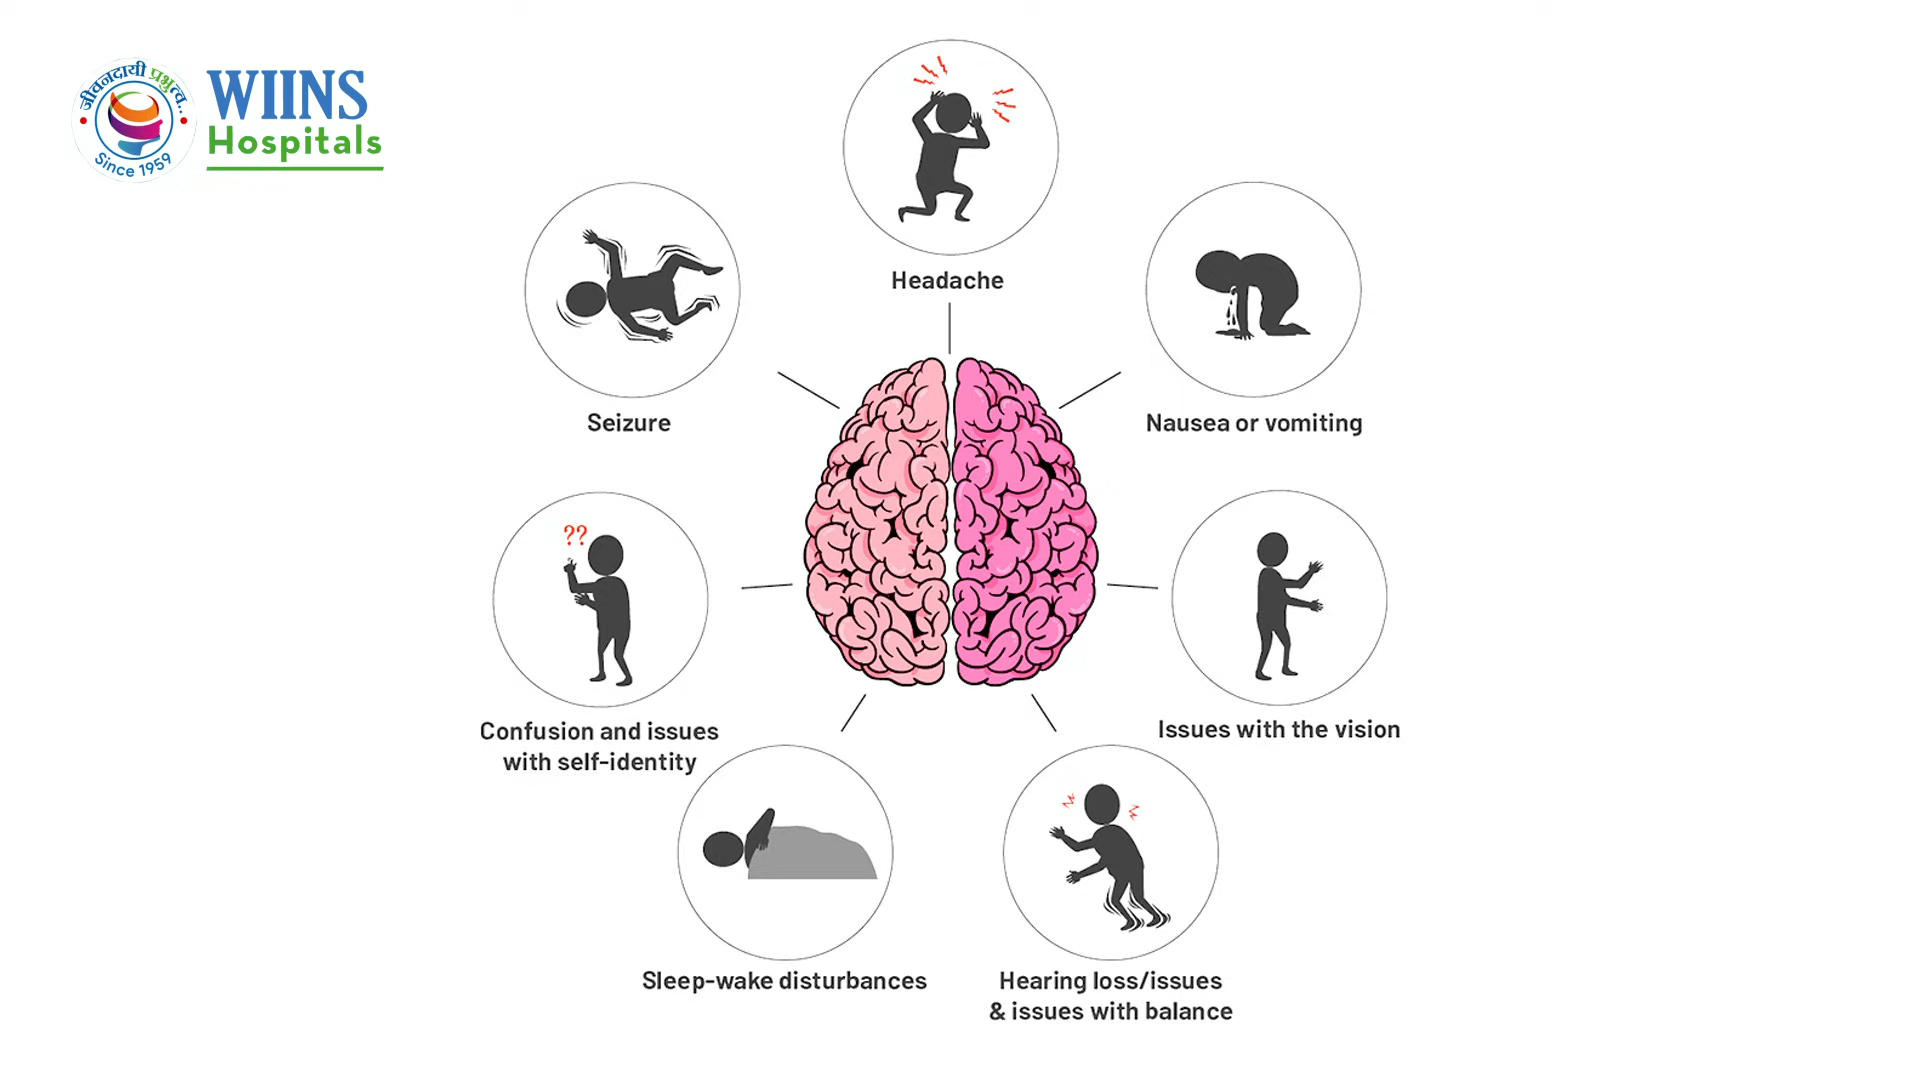 जीवनदायी प्रभुत्व..
Since 1959
WIINS
Hospitals
Headache
Seizure
Nausea or vomiting
??
Confusion and issues
with self-identity
Issues with the vision
Sleep-wake disturbances
Hearing loss/issues
& issues with balance